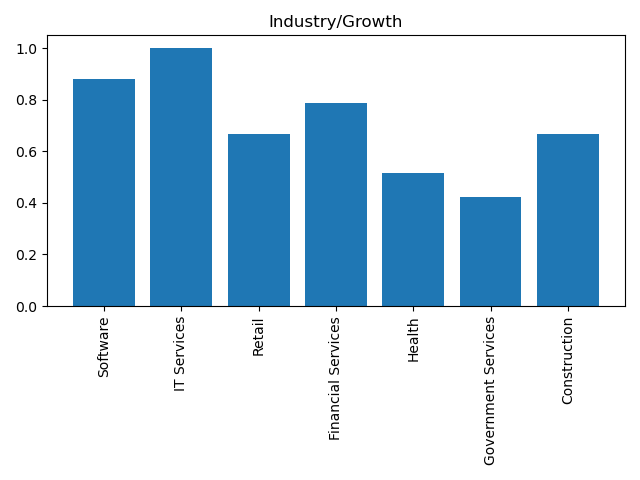 Industry/Growth
1.0
0.8
0.6
0.4
0.2
0.0
Software
IT Services
Retail
Financial Services
Health
Government Services
Construction